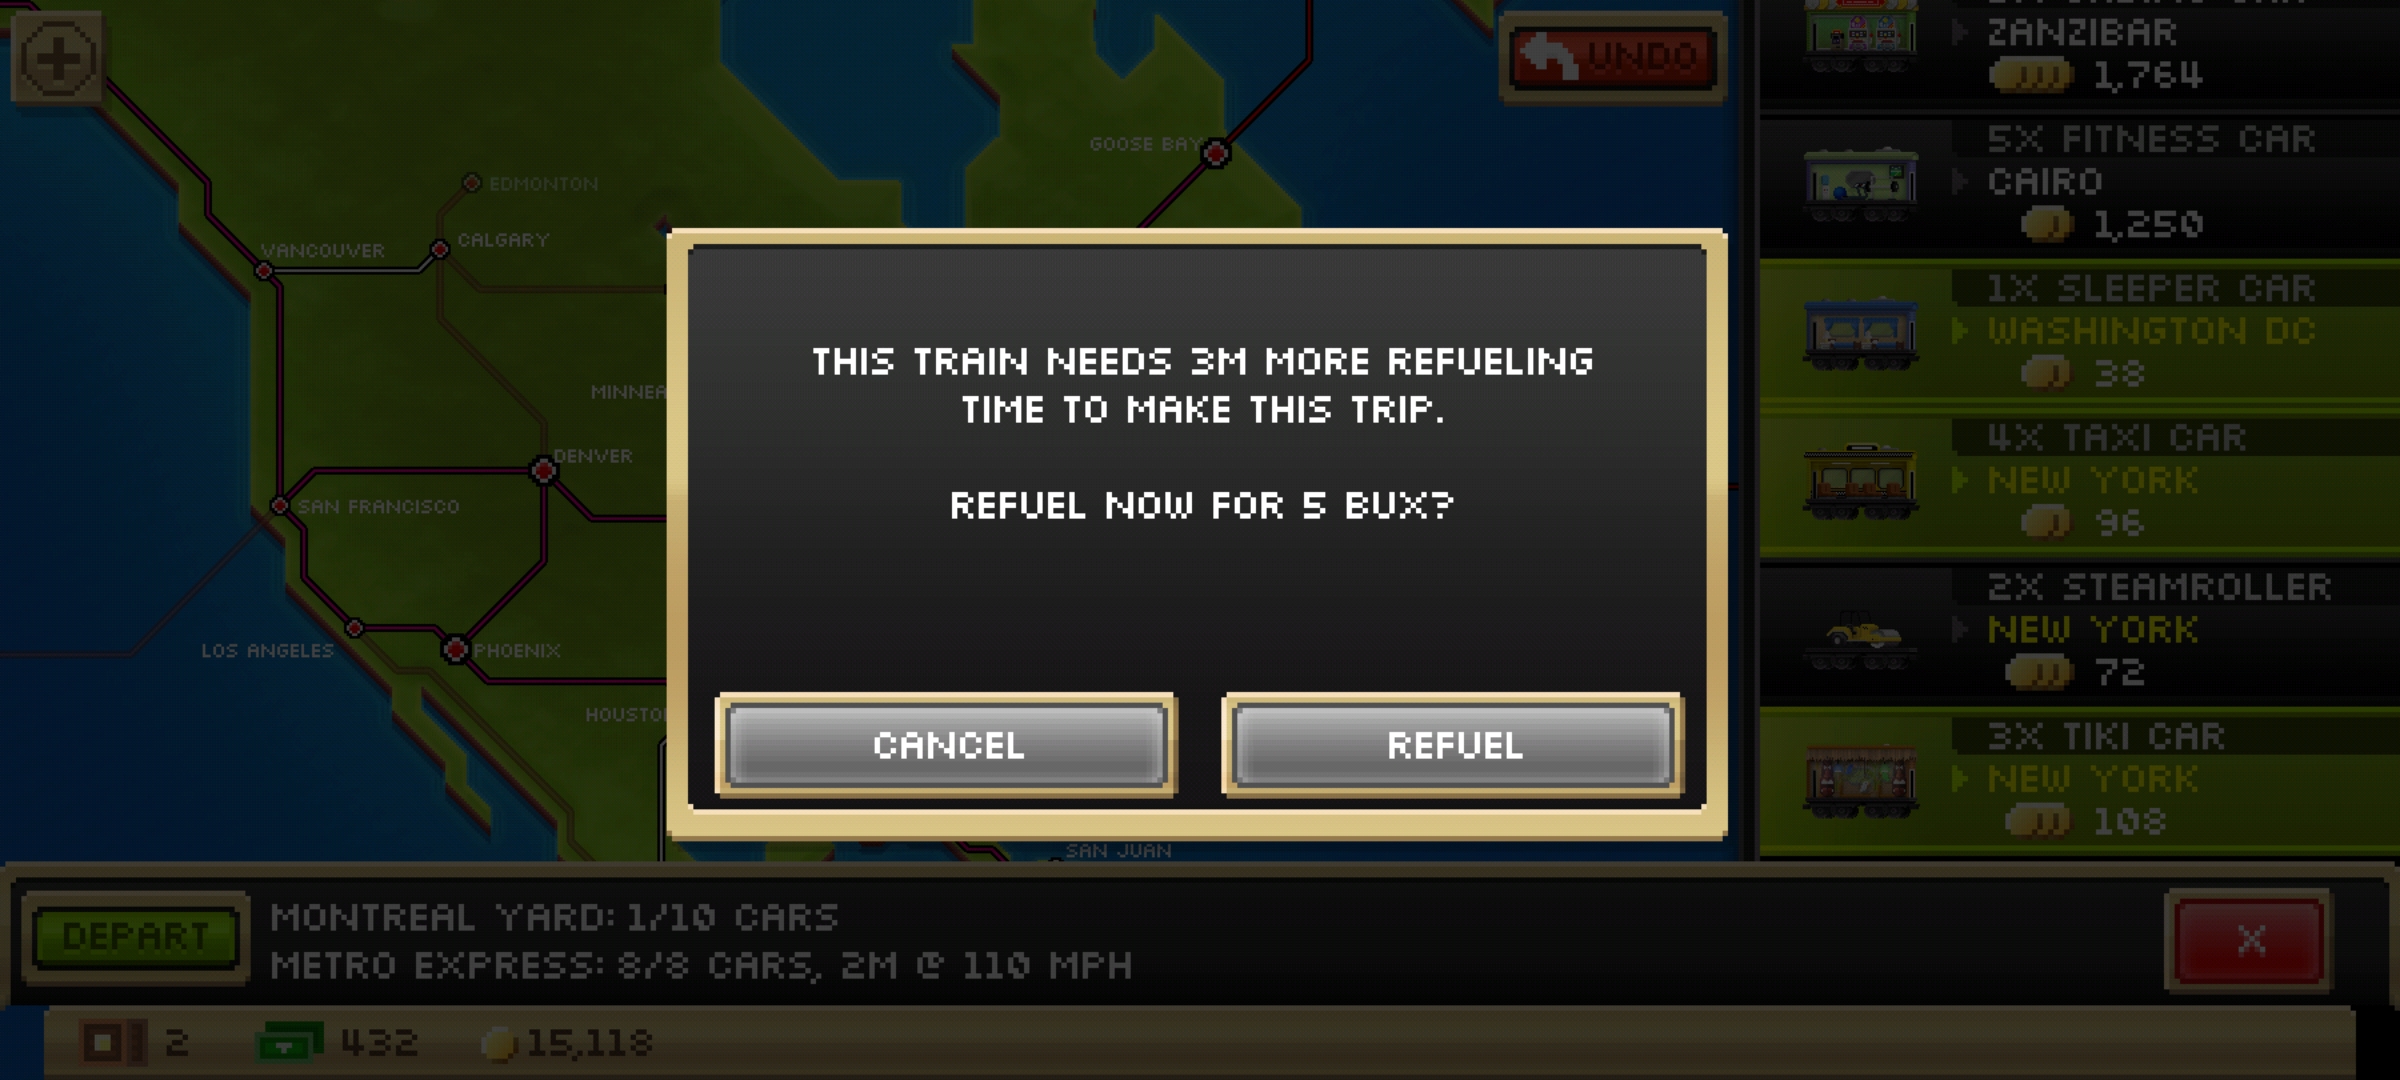 ZANZIBAR
1,764
UNDO
5X FITNESS CAR
CAIRO
1,250
GOOSE BAY
EDMONTON
CALGARY
VANCOUVER
1X SLEEPER CAR
WASHINGTON DC
38
THIS TRAIN NEEDS 3M MORE REFUELING
TIME TO MAKE THIS TRIP.
REFUEL NOW FOR 5 BUX?
DENVER
SAN FRANCISCO
4X TAXI CAR
NEW YORK
96
2X STEAMROLLER
NEW YORK
72
LOS ANGELES
PHOENIX
3X TIKI CAR
NEW YORK
108
CANCEL
REFUEL
SAN JUAN
DEPART
MONTREAL YARD: 1/10 CARS
METRO EXPRESS: 8/8 CARS, 2M @ 110 MPH
X
2
432
15,118